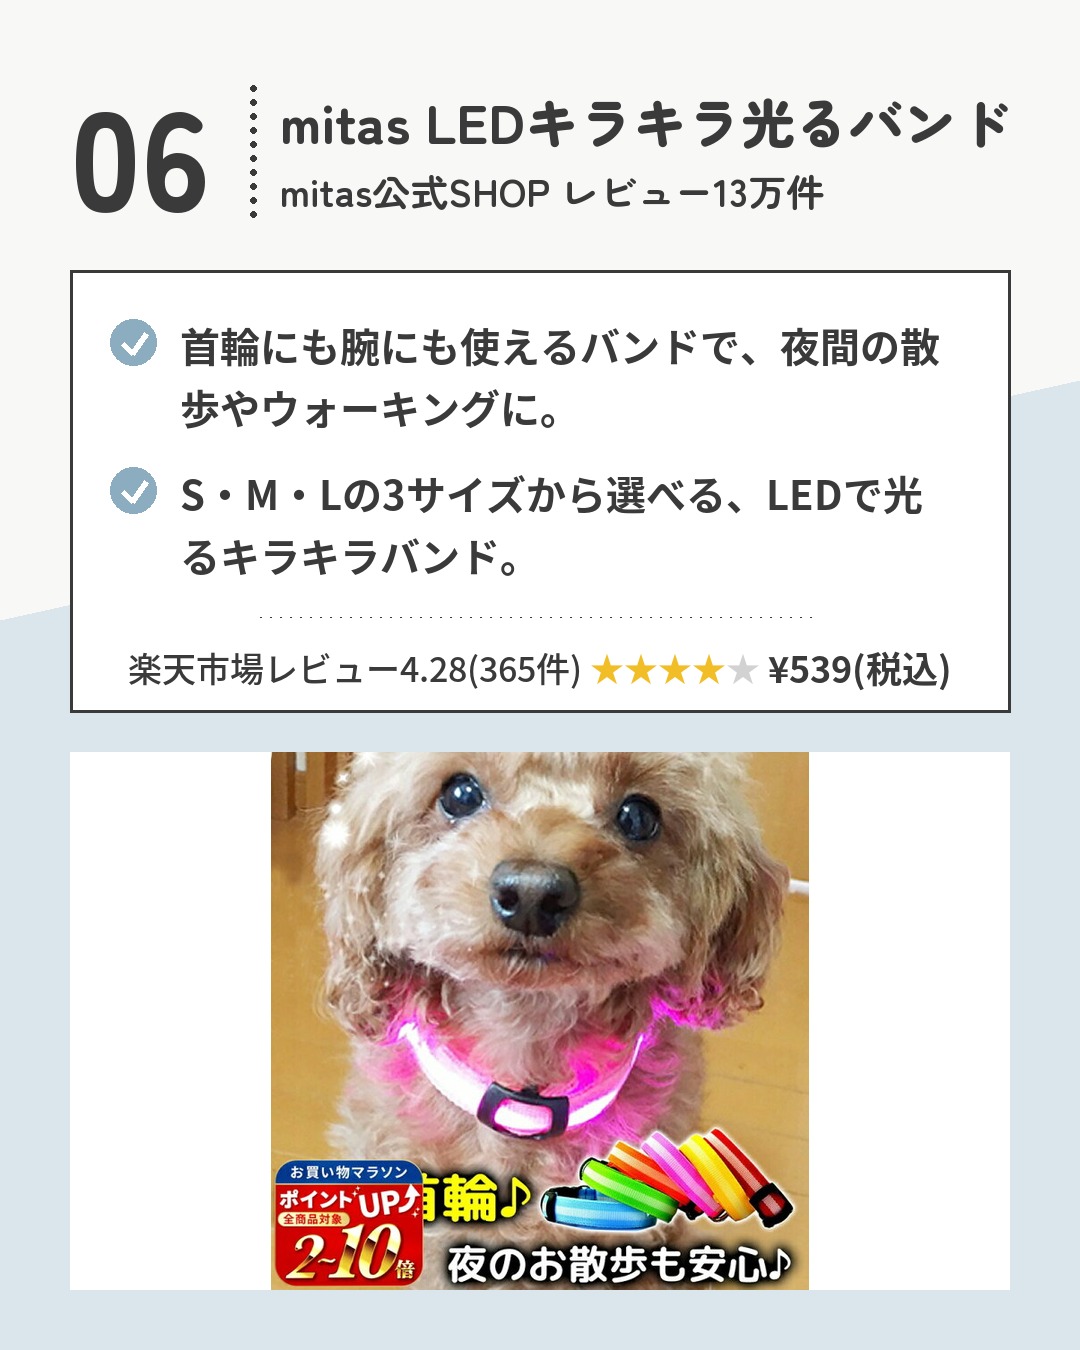 06
mitas LEDキラキラ光るバンド
mitas公式SHOP レビュー13万件
首輪にも腕にも使えるバンドで、夜間の散
歩やウォーキングに。
S・M・Lの3サイズから選べる、LEDで光
るキラキラバンド。
楽天市場レビュー4.28(365件) ★★★★★ ¥539(税込)
お買い物マラソン
ポイントUP
全商品対象
2~10倍
首輪♪
夜のお散歩も安心♪